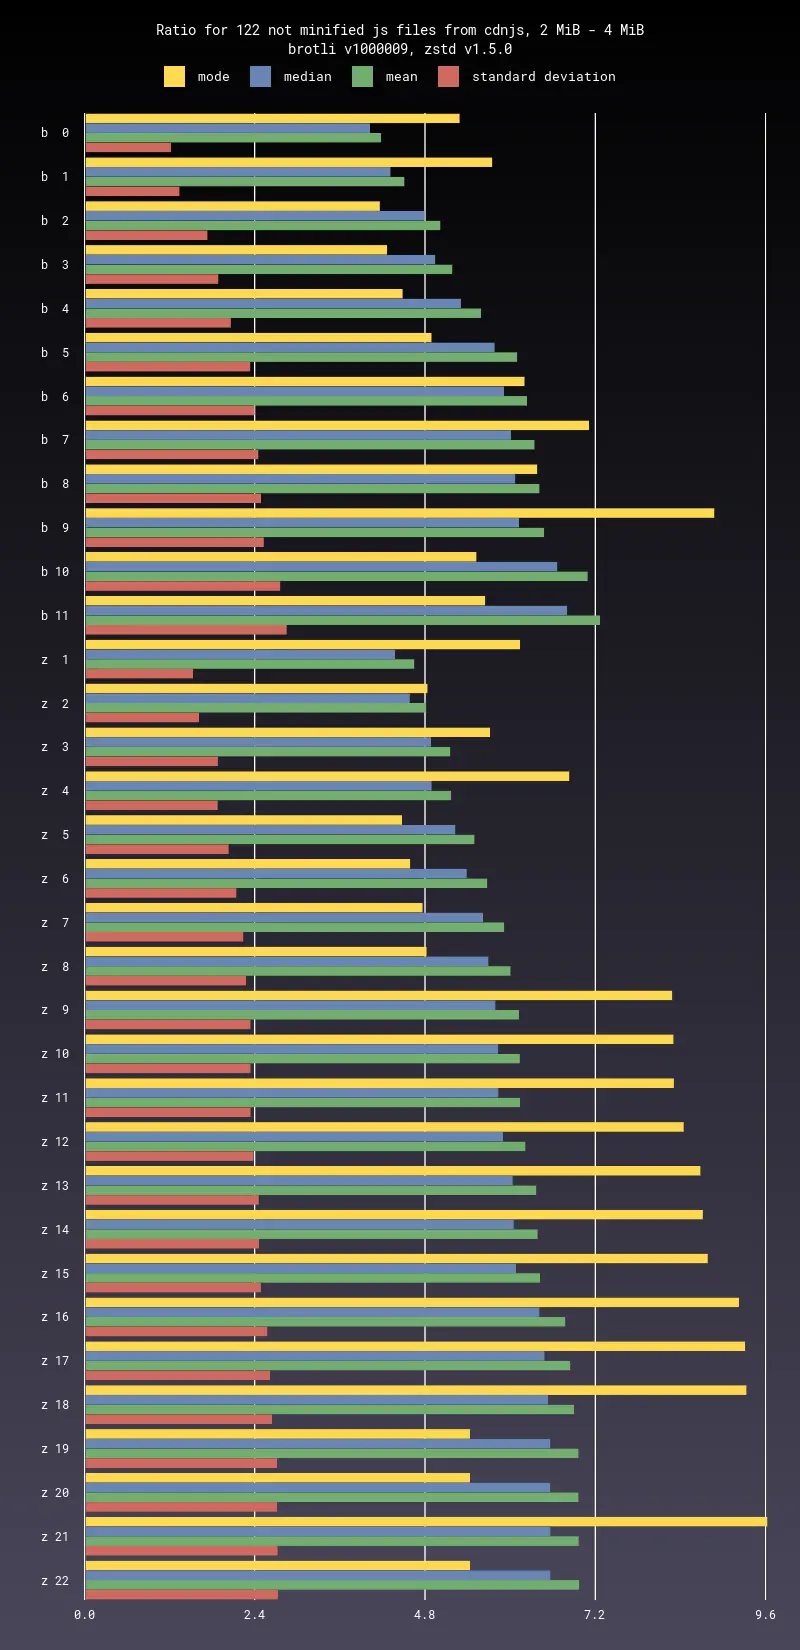 Ratio for 122 not minified js files from cdnjs, 2 MiB - 4 MiB
brotli v1000009, zstd v1.5.0
mode median mean standard deviation
b 0
b 1
b 2
b 3
b 4
b 5
b 6
b 7
b 8
b 9
b 10
b 11
z 1
z 2
z 3
z 4
z 5
z 6
z 7
z 8
z 9
z 10
z 11
z 12
z 13
z 14
z 15
z 16
z 17
z 18
z 19
z 20
z 21
z 22
0.0 2.4 4.8 7.2 9.6